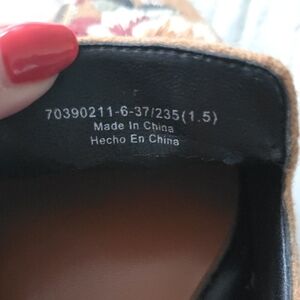 70390211-6-37/235(1.5)
Made In China
Hecho En China